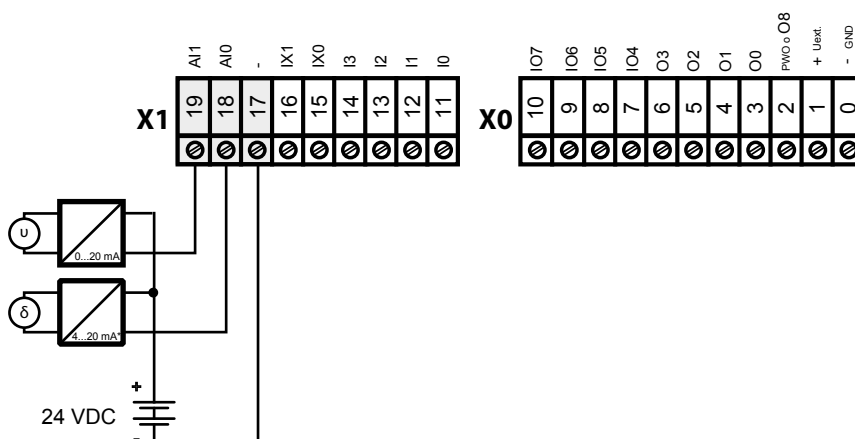 AI1 AI0 - IX1 IX0 I3 I2 I1 I0
X1 19 18 17 16 15 14 13 12 11
IO7 IO6 IO5 IO4 O3 O2 O1 O0 PWO o O8 + Uext. - GND
X0 10 9 8 7 6 5 4 3 2 1 0
υ
0...20 mA
δ
4...20 mA*
+
24 VDC
-